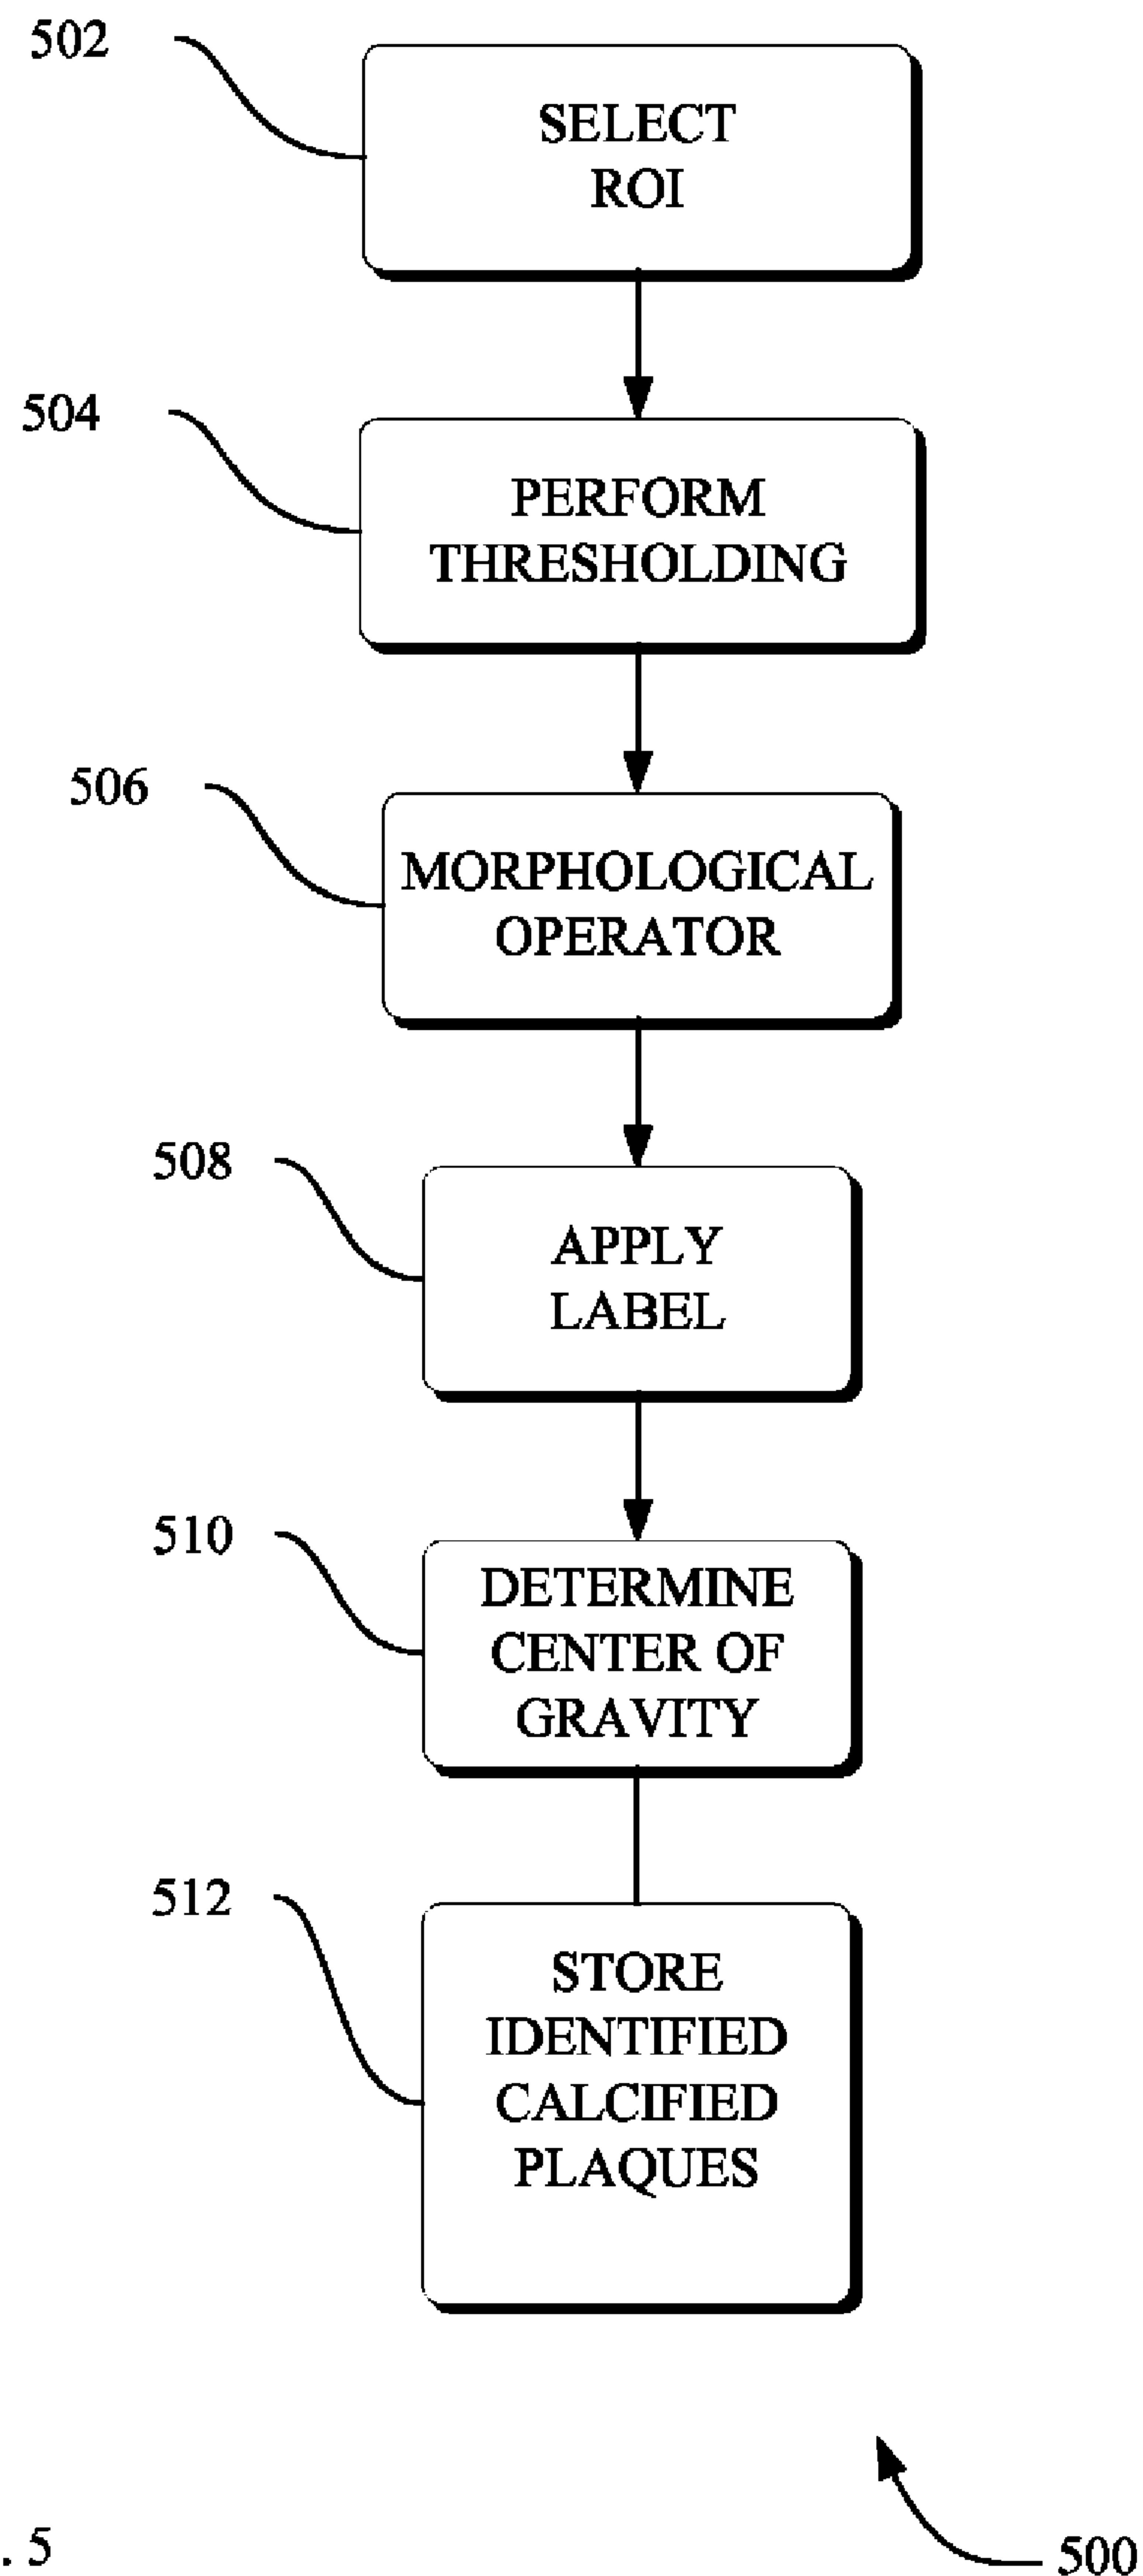 502
SELECT
ROI
504
PERFORM
THRESHOLDING
506
MORPHOLOGICAL
OPERATOR
508
APPLY
LABEL
510
DETERMINE
CENTER OF
GRAVITY
512
STORE
IDENTIFIED
CALCIFIED
PLAQUES
. 5
500